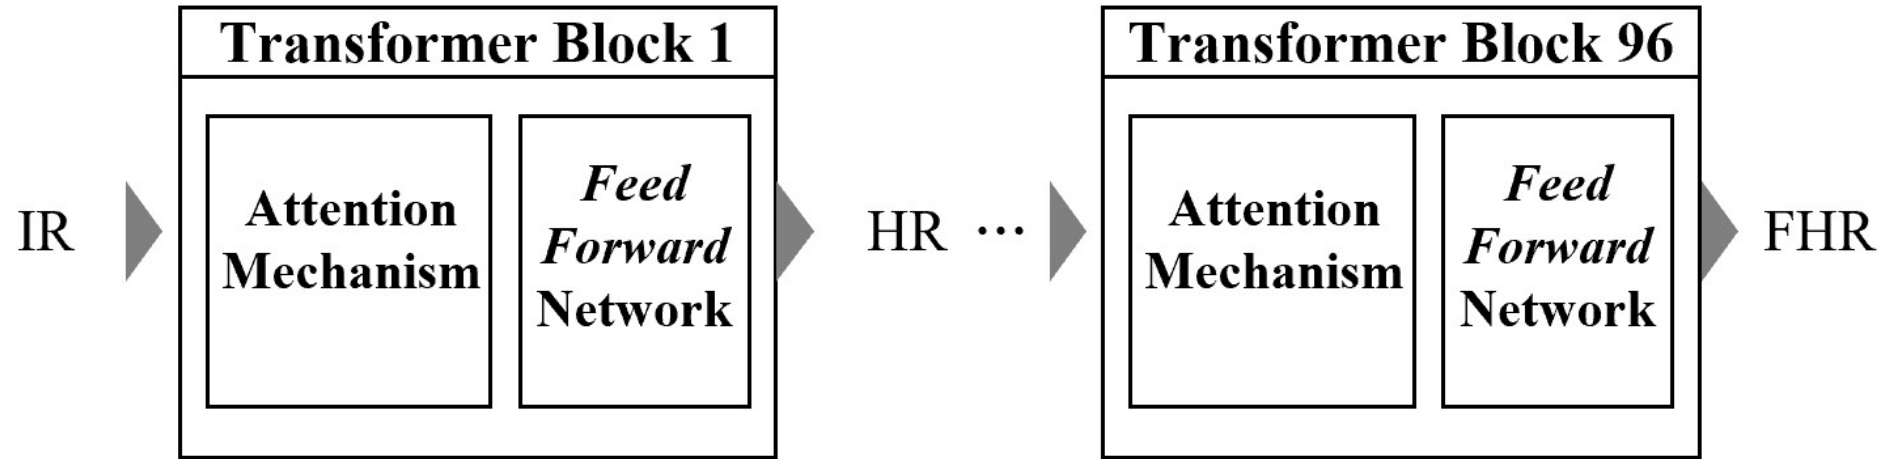 IR
Transformer Block 1
Attention
Mechanism
Feed
Forward
Network
HR ...
Transformer Block 96
Attention
Mechanism
Feed
Forward
Network
FHR